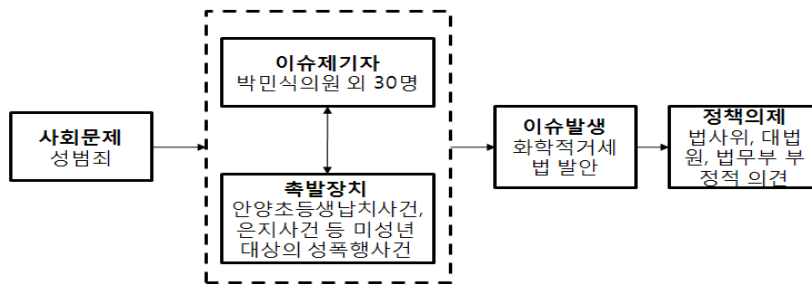 사회문제
성범죄
이슈제기자
박민식의원 외 30명
촉발장치
안양초등생납치사건,
은지사건 등 미성년
대상의 성폭행사건
이슈발생
화학적거세
법 발안
정책의제
법사위, 대법
원, 법무부 부
정적 의견